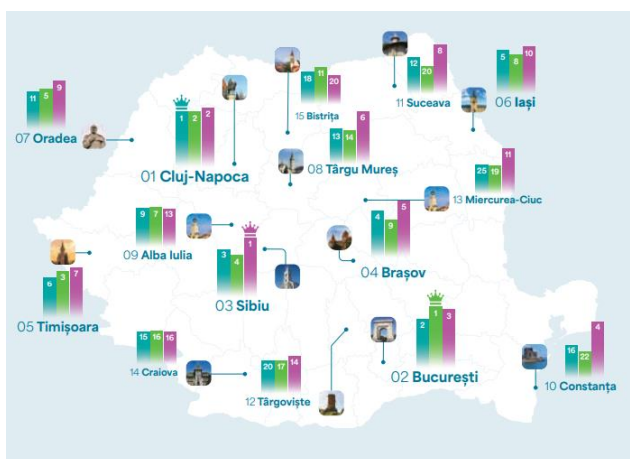 11 5 9
07 Oradea
1 2 2
01 Cluj-Napoca
18 11 20
15 Bistrița
12 20 8
11 Suceava
5 8 10
06 Iași
13 14 6
08 Târgu Mureș
25 19 11
13 Miercurea-Ciuc
9 7 13
09 Alba Iulia
3 4 1
03 Sibiu
4 9 5
04 Brașov
6 3 7
05 Timișoara
15 16 16
14 Craiova
20 17 14
12 Târgoviște
2 1 3
02 București
16 22 4
10 Constanța